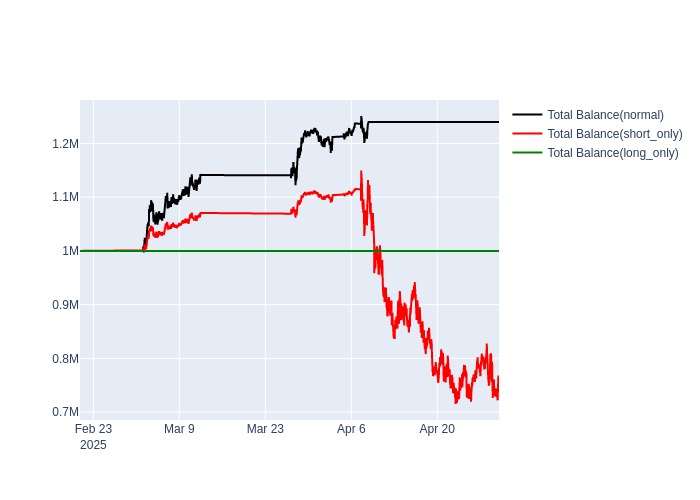 Total Balance(normal)
Total Balance(short_only)
Total Balance(long_only)
1.2M
1.1M
1M
0.9M
0.8M
0.7M
Feb 23 Mar 9 Mar 23 Apr 6 Apr 20
2025